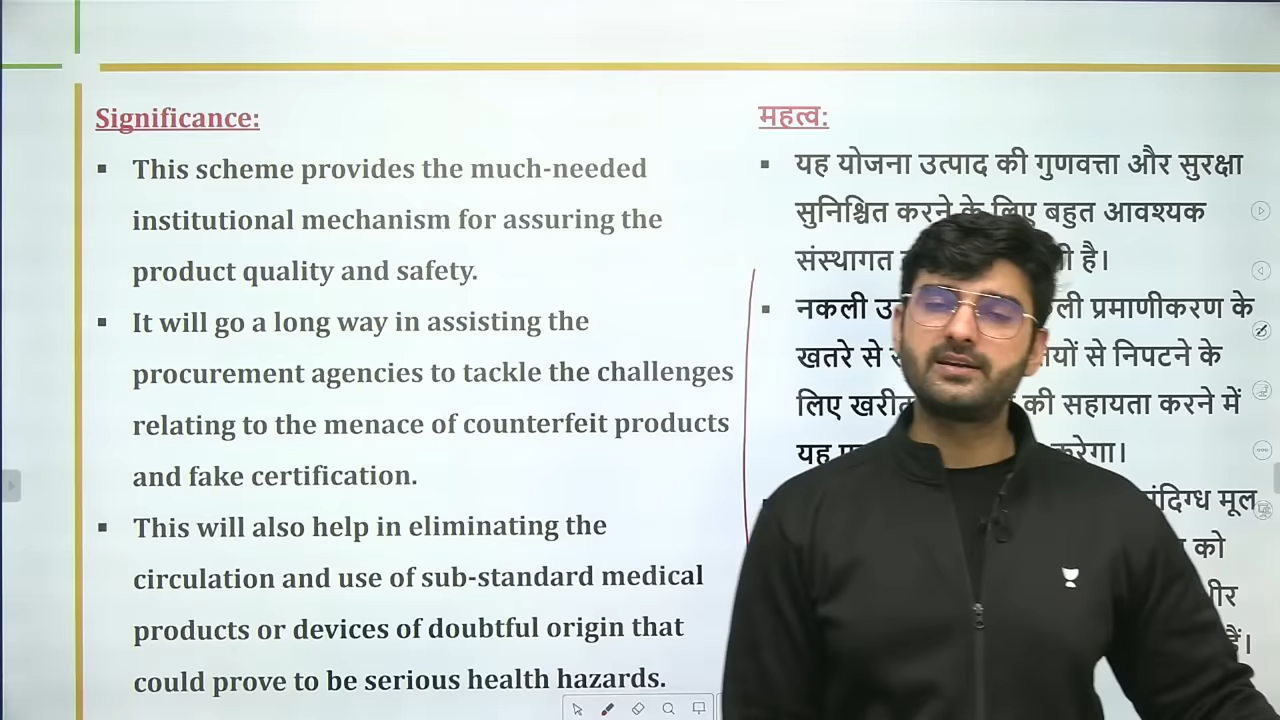 Significance:
▪ This scheme provides the much-needed
institutional mechanism for assuring the
product quality and safety.
▪ It will go a long way in assisting the
procurement agencies to tackle the challenges
relating to the menace of counterfeit products
and fake certification.
▪ This will also help in eliminating the
circulation and use of sub-standard medical
products or devices of doubtful origin that
could prove to be serious health hazards.
महत्व:
▪ यह योजना उत्पाद की गुणवत्ता और सुरक्षा
सुनिश्चित करने के लिए बहुत आवश्यक
संस्थागत है।
▪ नकली प्रमाणीकरण के
खतरे से से निपटने के
लिए की सहायता करने में
यह करेगा।
मूल
को
हैं।